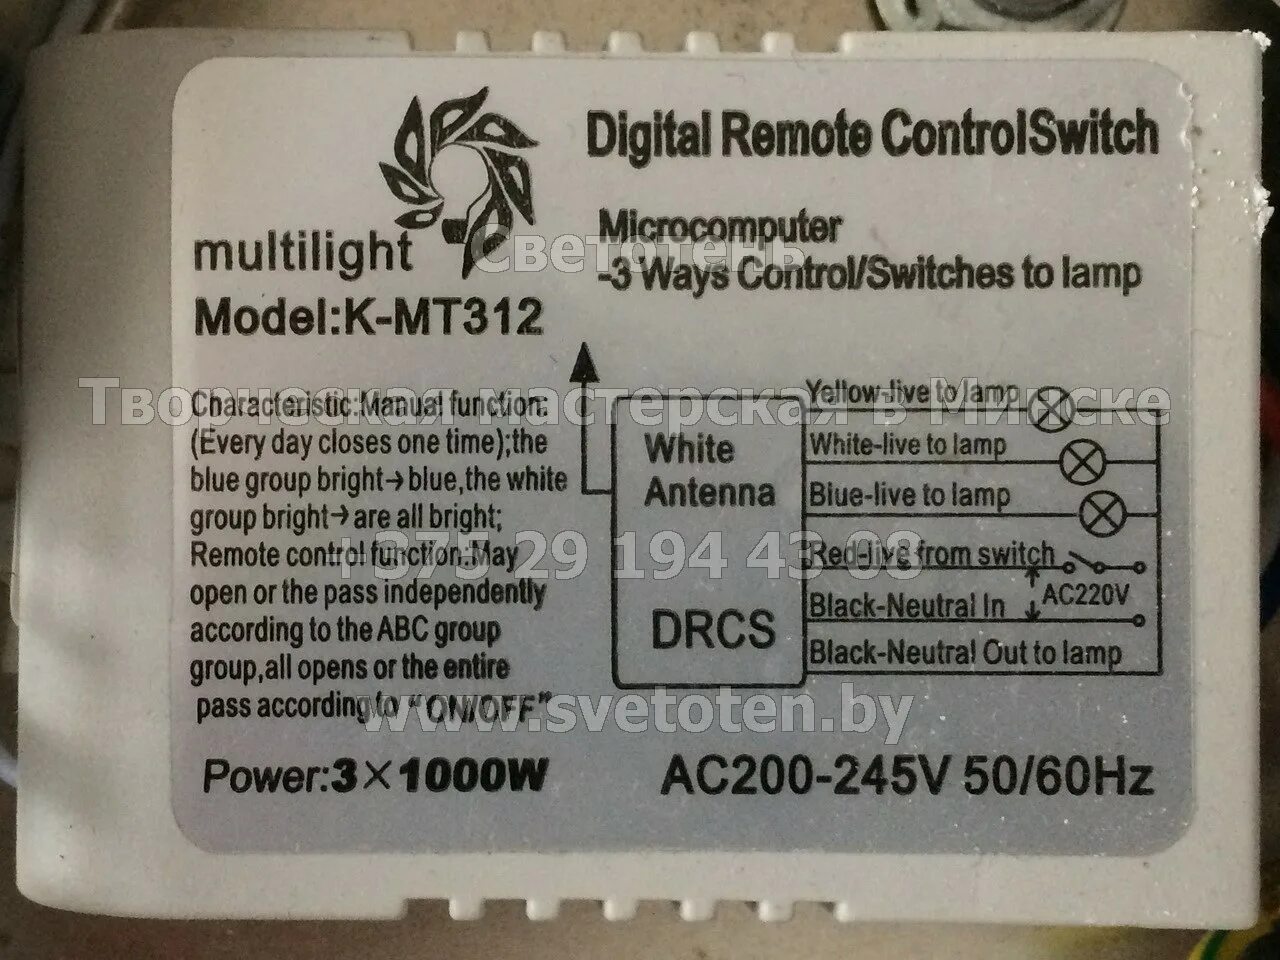 Digital Remote ControlSwitch
multilight
Model:K-MT312
Microcomputer
-3 Ways Control/Switches to lamp
Светотень
Творческая мастерская в Минске
+375 29 194 43 08
www.svetoten.by
Characteristic:Manual function:
(Every day closes one time);the
blue group bright→blue,the white
group bright→are all bright;
Remote control function:May
open or the pass independently
according to the ABC group
group,all opens or the entire
pass according to "ON/OFF"
White
Antenna
DRCS
Yellow-live to lamp
White-live to lamp
Biue-live to lamp
Red-live from switch
AC220V
Black-Neutral In
Black-Neutral Out to lamp
Power:3×1000W
AC200-245V 50/60Hz